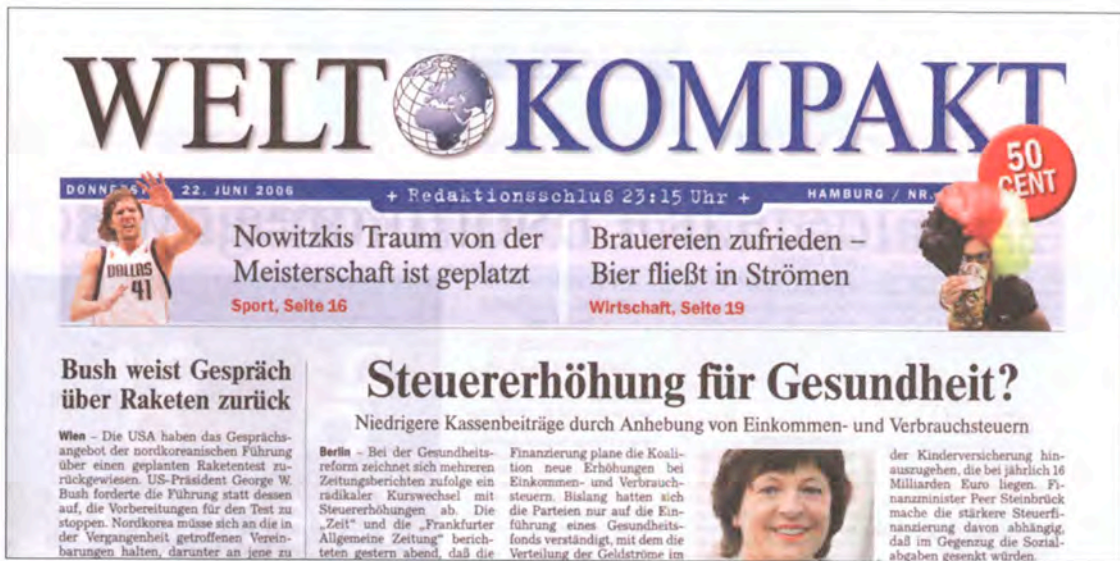 WELT KOMPAKT
50
CENT
22. JUNI 2006
+ Redaktionsschluß 23:15 Uhr +
HAMBURG / NR.
DALLAS
41
Nowitzkis Traum von der
Meisterschaft ist geplatzt
Sport, Seite 16
Brauereien zufrieden –
Bier fließt in Strömen
Wirtschaft, Seite 19
Bush weist Gespräch
über Raketen zurück
Wien – Die USA haben das Gesprächs-
angebot der nordkoreanischen Führung
über einen geplanten Raketentest zu-
rückgewiesen. US-Präsident George W.
Bush forderte die Führung statt dessen
auf, die Vorbereitungen für den Test zu
stoppen. Nordkorea müsse sich an die in
der Vergangenheit getroffenen Verein-
barungen halten, darunter an jene zu
Steuererhöhung für Gesundheit?
Niedrigere Kassenbeiträge durch Anhebung von Einkommen- und Verbrauchsteuern
Berlin – Bei der Gesundheits-
reform zeichnet sich mehreren
Zeitungsberichten zufolge ein
radikaler Kurswechsel mit
Steuererhöhungen ab. Die
„Zeit“ und die „Frankfurter
Allgemeine Zeitung“ berich-
teten gestern abend, daß die
Finanzierung plane die Koali-
tion neue Erhöhungen bei
Einkommen- und Verbrauch-
steuern. Bislang hatten sich
die Parteien nur auf die Ein-
führung eines Gesundheits-
fonds verständigt, mit dem die
Verteilung der Geldströme im
der Kinderversicherung hin-
auszugehen, die bei jährlich 16
Milliarden Euro liegen. Fi-
nanzminister Peer Steinbrück
mache die stärkere Steuerfi-
nanzierung davon abhängig,
daß im Gegenzug die Sozial-
abgaben gesenkt würden.